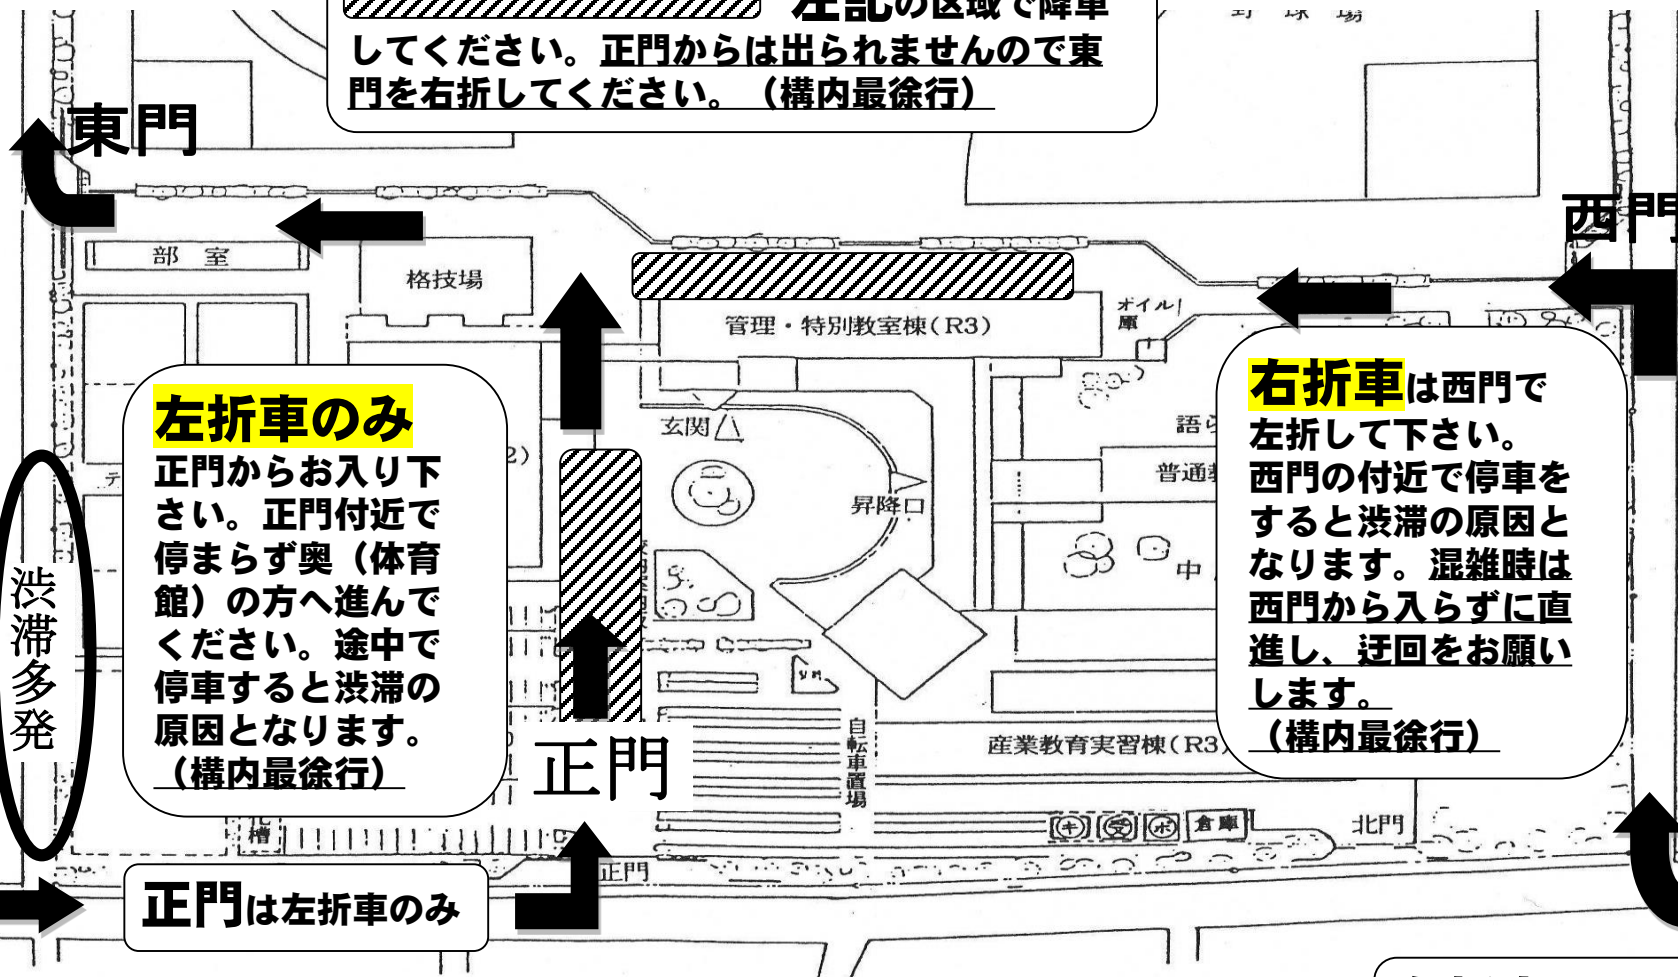 左記の区域で降車
してください。正門からは出られませんので東
門を右折してください。（構内最徐行）
野球場
東門
西門
部室
格技場
管理・特別教室棟(R3)
オイル
庫
左折車のみ
正門からお入り下
さい。正門付近で
停まらず奥（体育
館）の方へ進んで
ください。途中で
停車すると渋滞の
原因となります。
（構内最徐行）
玄関
昇降口
2)
テ
語
普通
中
右折車は西門で
左折して下さい。
西門の付近で停車を
すると渋滞の原因と
なります。混雑時は
西門から入らずに直
進し、迂回をお願い
します。
（構内最徐行）
渋滞多発
正門
自転車置場
産業教育実習棟(R3)
槽
キ
受
ボ
倉庫
北門
正門
正門は左折車のみ